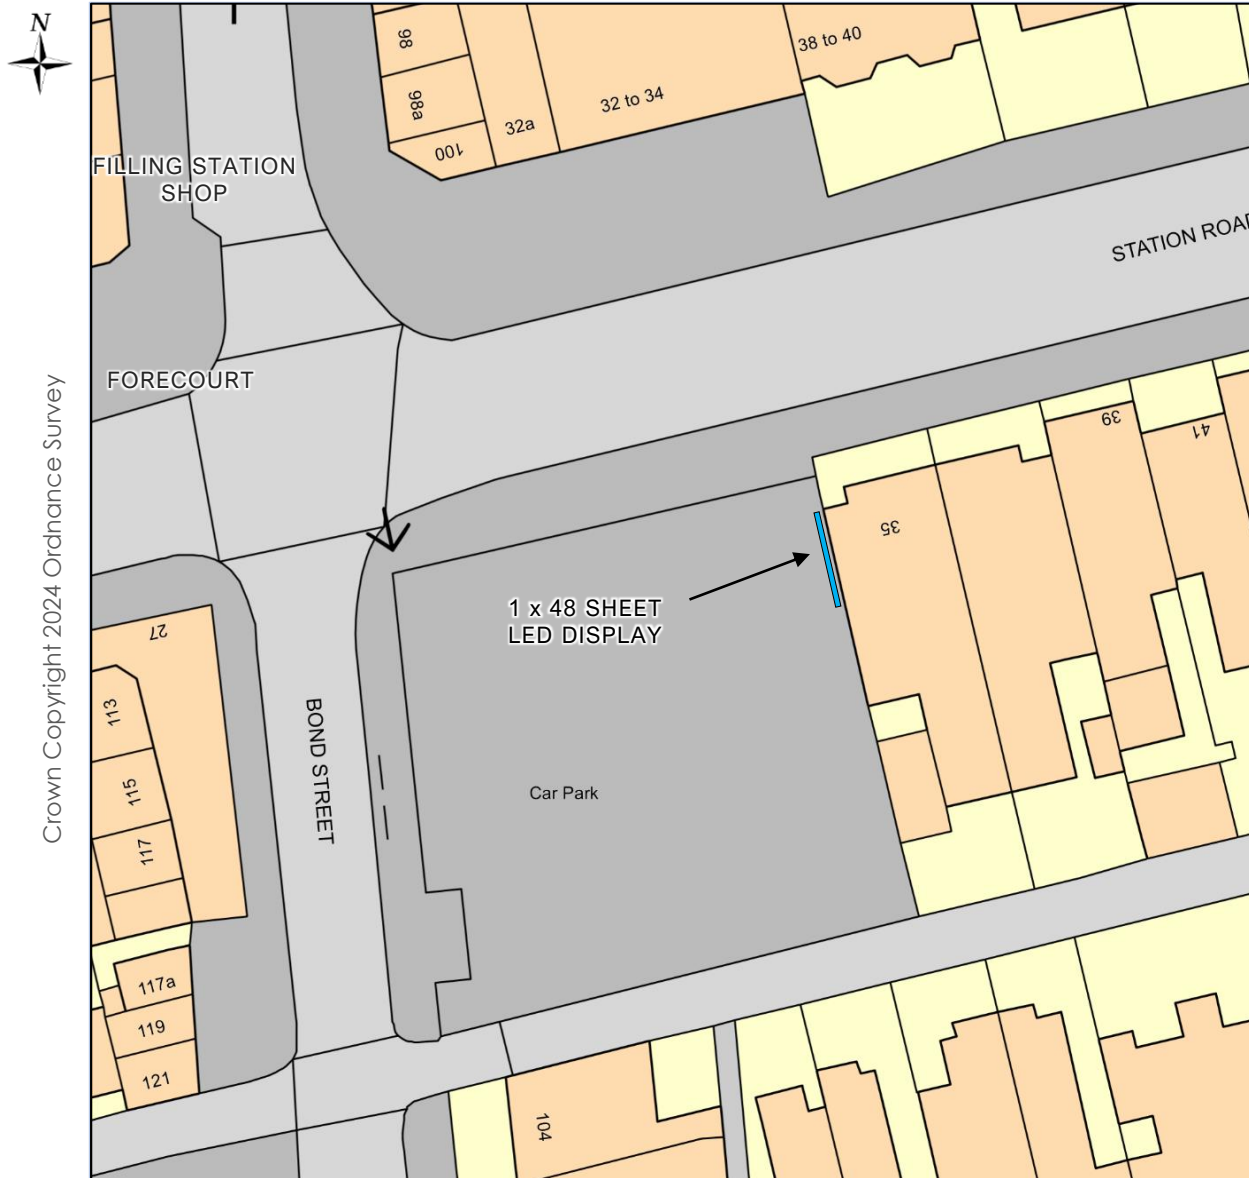 N
98
38 to 40
98a
32 to 34
32a
100
FILLING STATION
SHOP
STATION ROAD
FORECOURT
39
41
35
1 x 48 SHEET
LED DISPLAY
27
113
BOND STREET
115
Car Park
117
117a
119
121
104
Crown Copyright 2024 Ordnance Survey